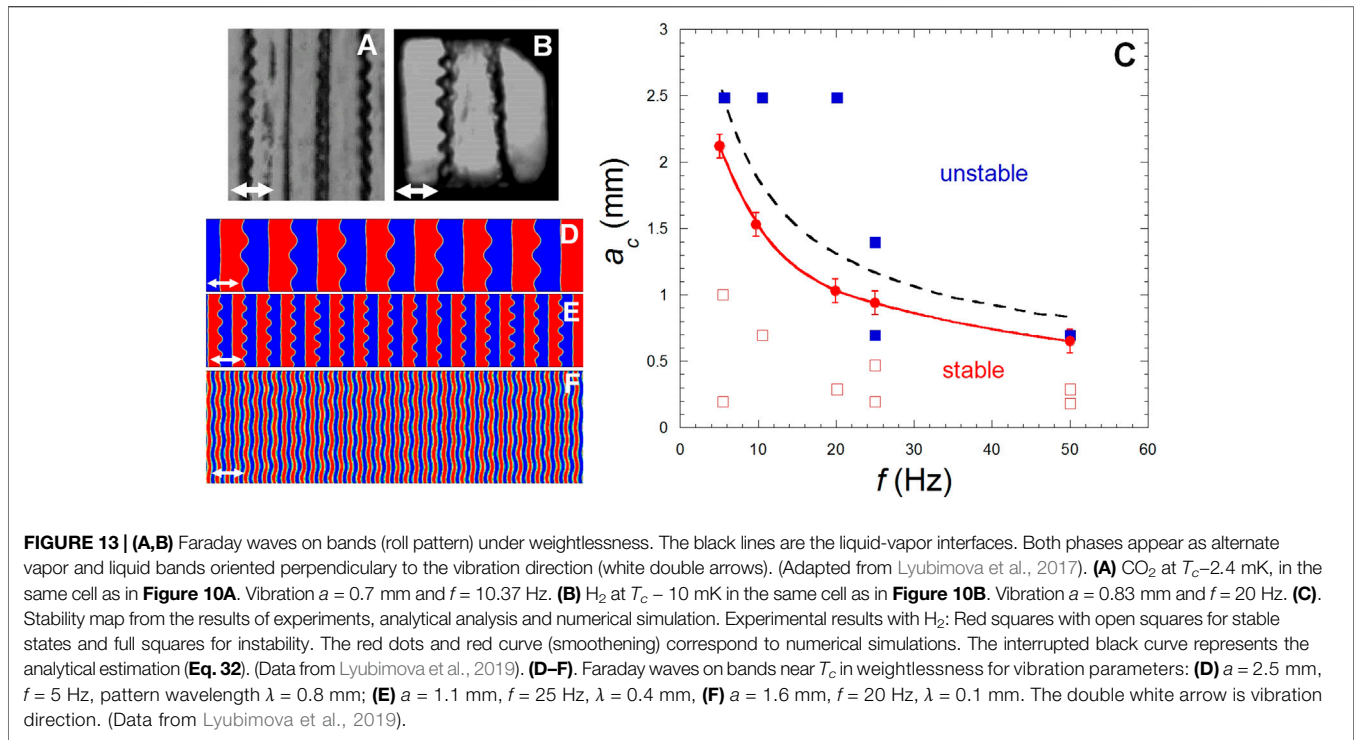 A
B
C
3
2.5
2
1.5
1
0.5
0
a_c (mm)
unstable
stable
0 10 20 30 40 50 60
f (Hz)
D
E
F
FIGURE 13 | (A,B) Faraday waves on bands (roll pattern) under weightlessness. The black lines are the liquid-vapor interfaces. Both phases appear as alternate
vapor and liquid bands oriented perpendiculary to the vibration direction (white double arrows). (Adapted from Lyubimova et al., 2017). (A) CO₂ at T_c–2.4 mK, in the
same cell as in Figure 10A. Vibration a = 0.7 mm and f = 10.37 Hz. (B) H₂ at T_c – 10 mK in the same cell as in Figure 10B. Vibration a = 0.83 mm and f = 20 Hz. (C).
Stability map from the results of experiments, analytical analysis and numerical simulation. Experimental results with H₂: Red squares with open squares for stable
states and full squares for instability. The red dots and red curve (smoothening) correspond to numerical simulations. The interrupted black curve represents the
analytical estimation (Eq. 32). (Data from Lyubimova et al., 2019). (D–F). Faraday waves on bands near T_c in weightlessness for vibration parameters: (D) a = 2.5 mm,
f = 5 Hz, pattern wavelength λ = 0.8 mm; (E) a = 1.1 mm, f = 25 Hz, λ = 0.4 mm, (F) a = 1.6 mm, f = 20 Hz, λ = 0.1 mm. The double white arrow is vibration
direction. (Data from Lyubimova et al., 2019).